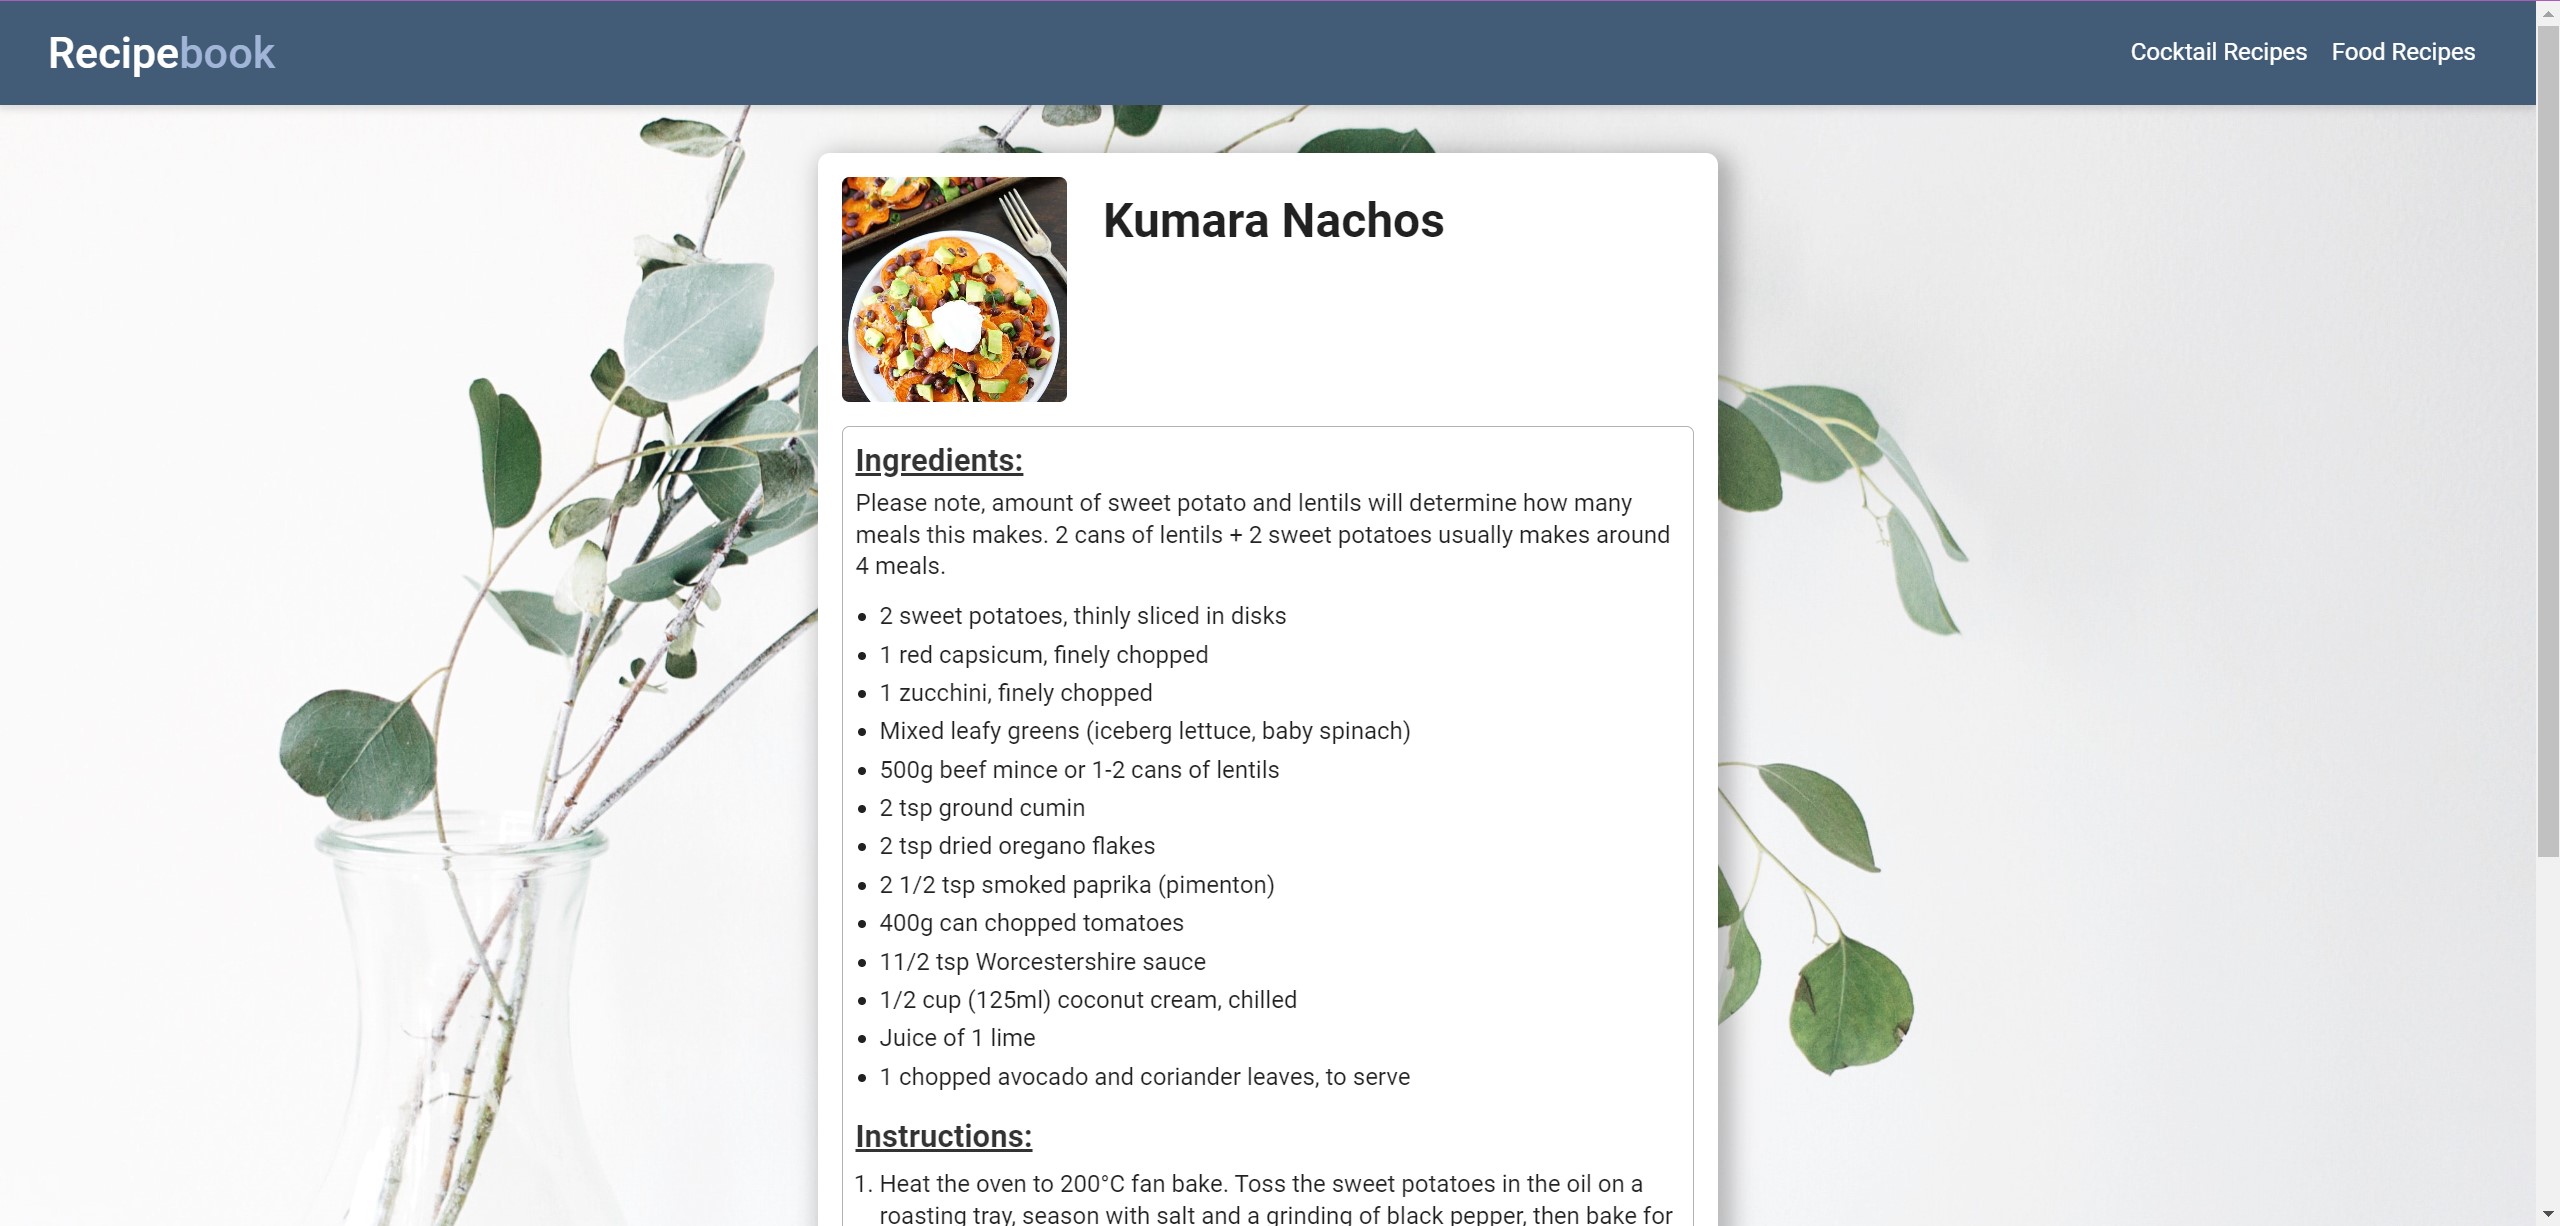 Recipebook
Cocktail Recipes
Food Recipes
Kumara Nachos
Ingredients:
Please note, amount of sweet potato and lentils will determine how many
meals this makes. 2 cans of lentils + 2 sweet potatoes usually makes around
4 meals.
• 2 sweet potatoes, thinly sliced in disks
• 1 red capsicum, finely chopped
• 1 zucchini, finely chopped
• Mixed leafy greens (iceberg lettuce, baby spinach)
• 500g beef mince or 1-2 cans of lentils
• 2 tsp ground cumin
• 2 tsp dried oregano flakes
• 2 1/2 tsp smoked paprika (pimenton)
• 400g can chopped tomatoes
• 11/2 tsp Worcestershire sauce
• 1/2 cup (125ml) coconut cream, chilled
• Juice of 1 lime
• 1 chopped avocado and coriander leaves, to serve
Instructions:
1. Heat the oven to 200°C fan bake. Toss the sweet potatoes in the oil on a
roasting tray, season with salt and a grinding of black pepper, then bake for